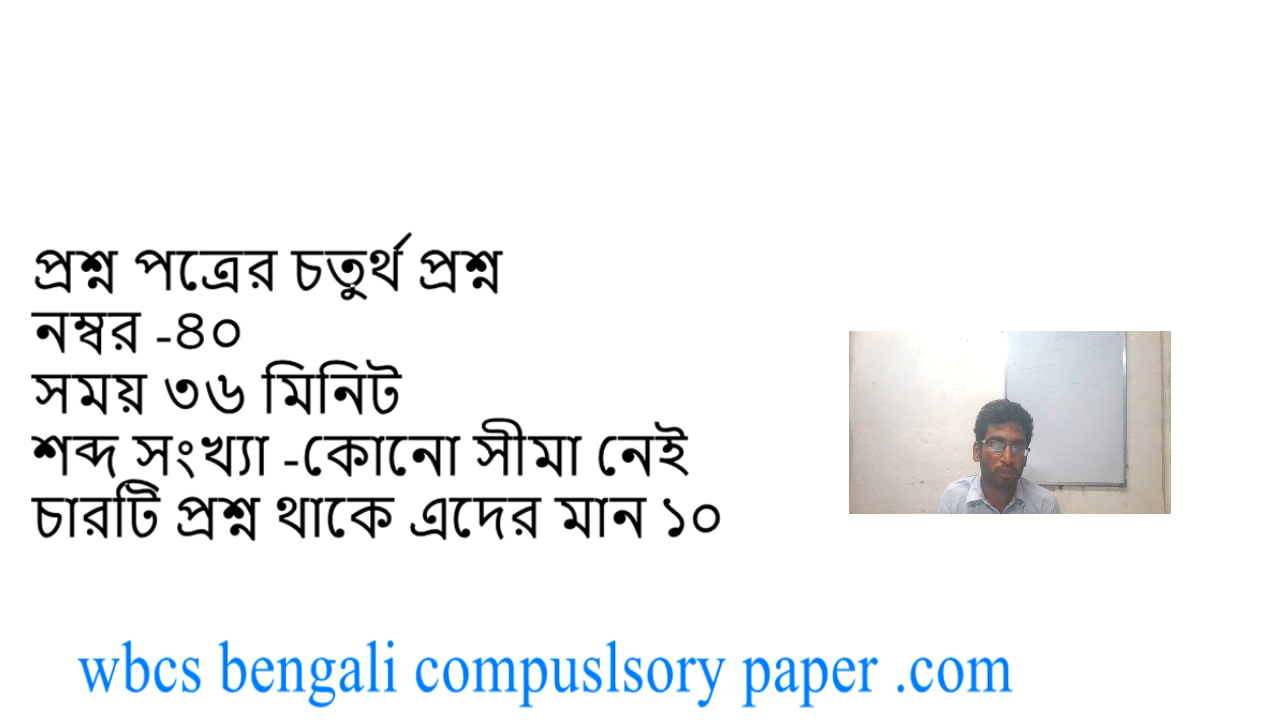 প্রশ্ন পত্রের চতুর্থ প্রশ্ন
নম্বর -৪০
সময় ৩৬ মিনিট
শব্দ সংখ্যা -কোনো সীমা নেই
চারটি প্রশ্ন থাকে এদের মান ১০
wbcs bengali compuslsory paper .com